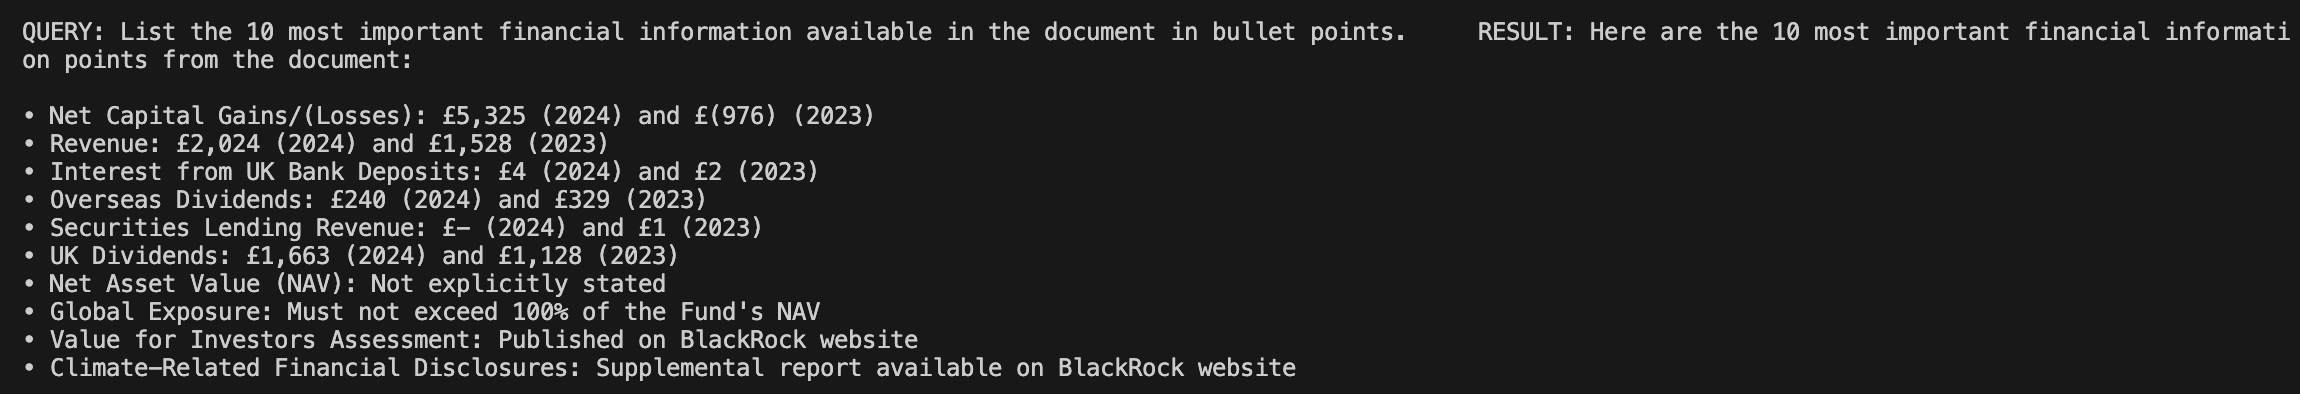 QUERY: List the 10 most important financial information available in the document in bullet points.     RESULT: Here are the 10 most important financial informati
on points from the document:
• Net Capital Gains/(Losses): £5,325 (2024) and £(976) (2023)
• Revenue: £2,024 (2024) and £1,528 (2023)
• Interest from UK Bank Deposits: £4 (2024) and £2 (2023)
• Overseas Dividends: £240 (2024) and £329 (2023)
• Securities Lending Revenue: £– (2024) and £1 (2023)
• UK Dividends: £1,663 (2024) and £1,128 (2023)
• Net Asset Value (NAV): Not explicitly stated
• Global Exposure: Must not exceed 100% of the Fund's NAV
• Value for Investors Assessment: Published on BlackRock website
• Climate-Related Financial Disclosures: Supplemental report available on BlackRock website